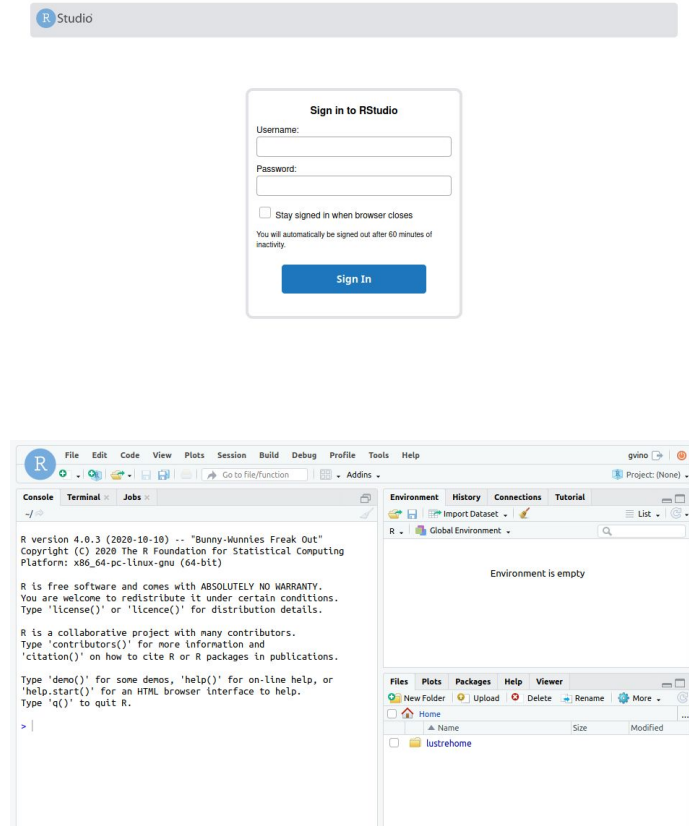 R Studio
Sign in to RStudio
Username:
Password:
Stay signed in when browser closes
You will automatically be signed out after 60 minutes of
inactivity.
Sign In
R File Edit Code View Plots Session Build Debug Profile Tools Help gvino
Go to file/function Addins Project: (None)
Console Terminal Jobs
~/
R version 4.0.3 (2020-10-10) -- "Bunny-Wunnies Freak Out"
Copyright (C) 2020 The R Foundation for Statistical Computing
Platform: x86_64-pc-linux-gnu (64-bit)
R is free software and comes with ABSOLUTELY NO WARRANTY.
You are welcome to redistribute it under certain conditions.
Type 'license()' or 'licence()' for distribution details.
R is a collaborative project with many contributors.
Type 'contributors()' for more information and
'citation()' on how to cite R or R packages in publications.
Type 'demo()' for some demos, 'help()' for on-line help, or
'help.start()' for an HTML browser interface to help.
Type 'q()' to quit R.
>
Environment History Connections Tutorial
Import Dataset List
R Global Environment
Environment is empty
Files Plots Packages Help Viewer
New Folder Upload Delete Rename More
Home ...
Name Size Modified
lustrehome